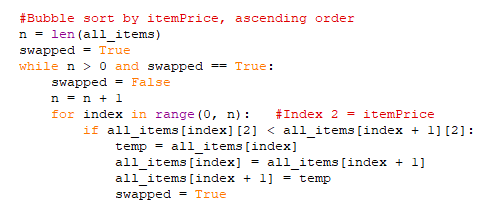 #Bubble sort by itemPrice, ascending order
n = len(all_items)
swapped = True
while n > 0 and swapped == True:
    swapped = False
    n = n + 1
    for index in range(0, n):   #Index 2 = itemPrice
        if all_items[index][2] < all_items[index + 1][2]:
            temp = all_items[index]
            all_items[index] = all_items[index + 1]
            all_items[index + 1] = temp
            swapped = True